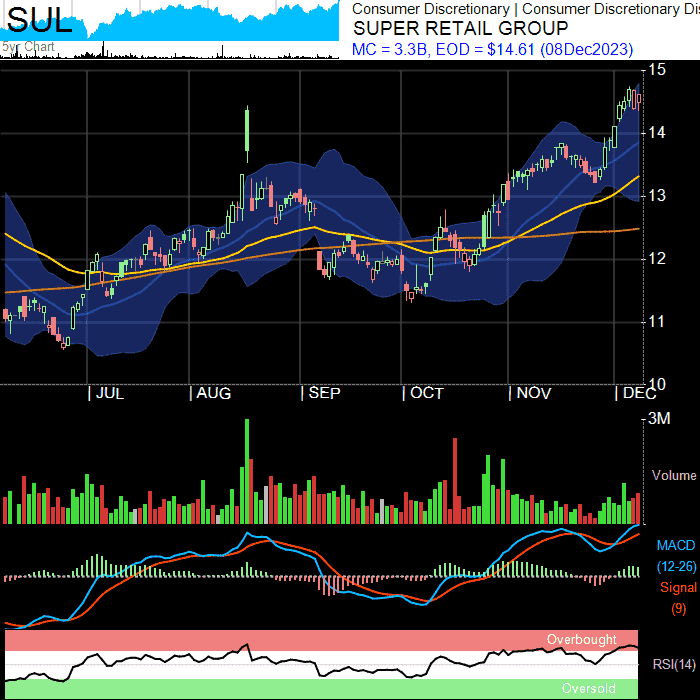 SUL
5yr Chart
Consumer Discretionary | Consumer Discretionary Dis
SUPER RETAIL GROUP
MC = 3.3B, EOD = $14.61 (08Dec2023)
15
14
13
12
11
10
| JUL | AUG | SEP | OCT | NOV | DEC
3M
Volume
MACD
(12-26)
Signal
(9)
Overbought
RSI(14)
Oversold